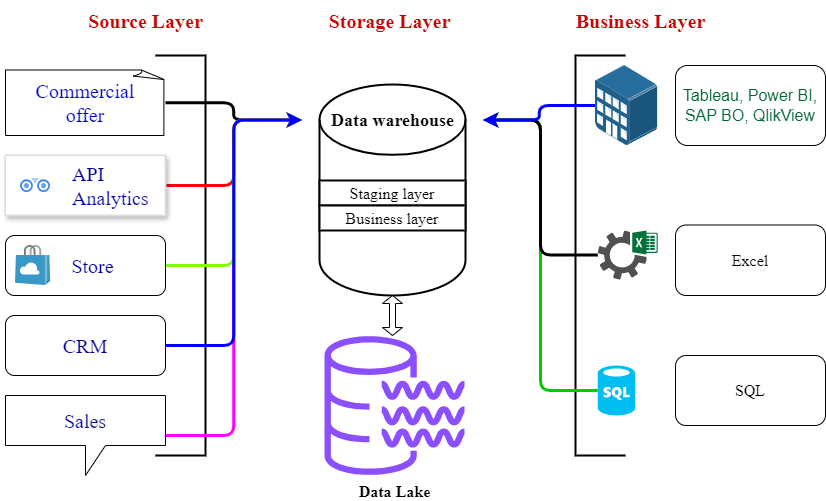 Source Layer
Storage Layer
Business Layer
Commercial
offer
API
Analytics
Store
CRM
Sales
Data warehouse
Staging layer
Business layer
Data Lake
Tableau, Power BI,
SAP BO, QlikView
X
Excel
SQL
SQL